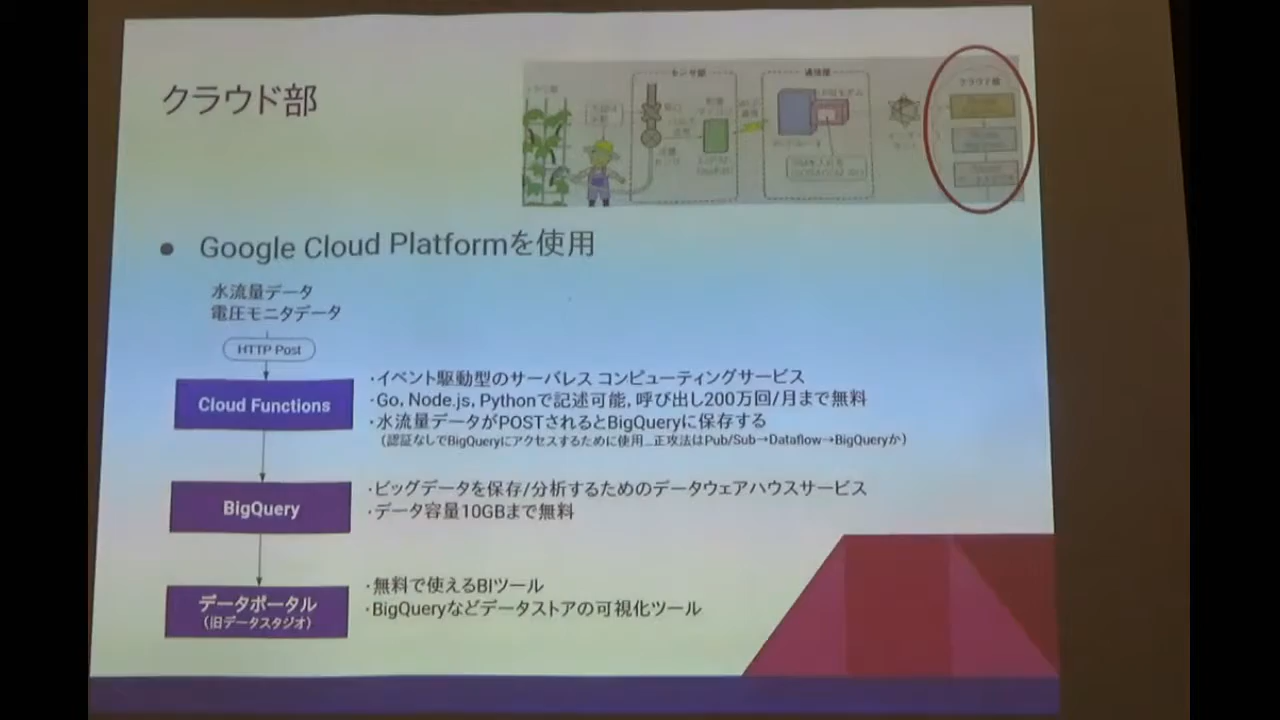 クラウド部
センサ部
通信部
クラウド部
● Google Cloud Platformを使用
水流量データ
電圧モニタデータ
HTTP Post
Cloud Functions
・イベント駆動型のサーバレス コンピューティングサービス
・Go, Node.js, Pythonで記述可能, 呼び出し200万回/月まで無料
・水流量データがPOSTされるとBigQueryに保存する
（認証なしでBigQueryにアクセスするために使用...正攻法はPub/Sub→Dataflow→BigQueryか）
BigQuery
・ビッグデータを保存/分析するためのデータウェアハウスサービス
・データ容量10GBまで無料
データポータル
（旧データスタジオ）
・無料で使えるBIツール
・BigQueryなどデータストアの可視化ツール